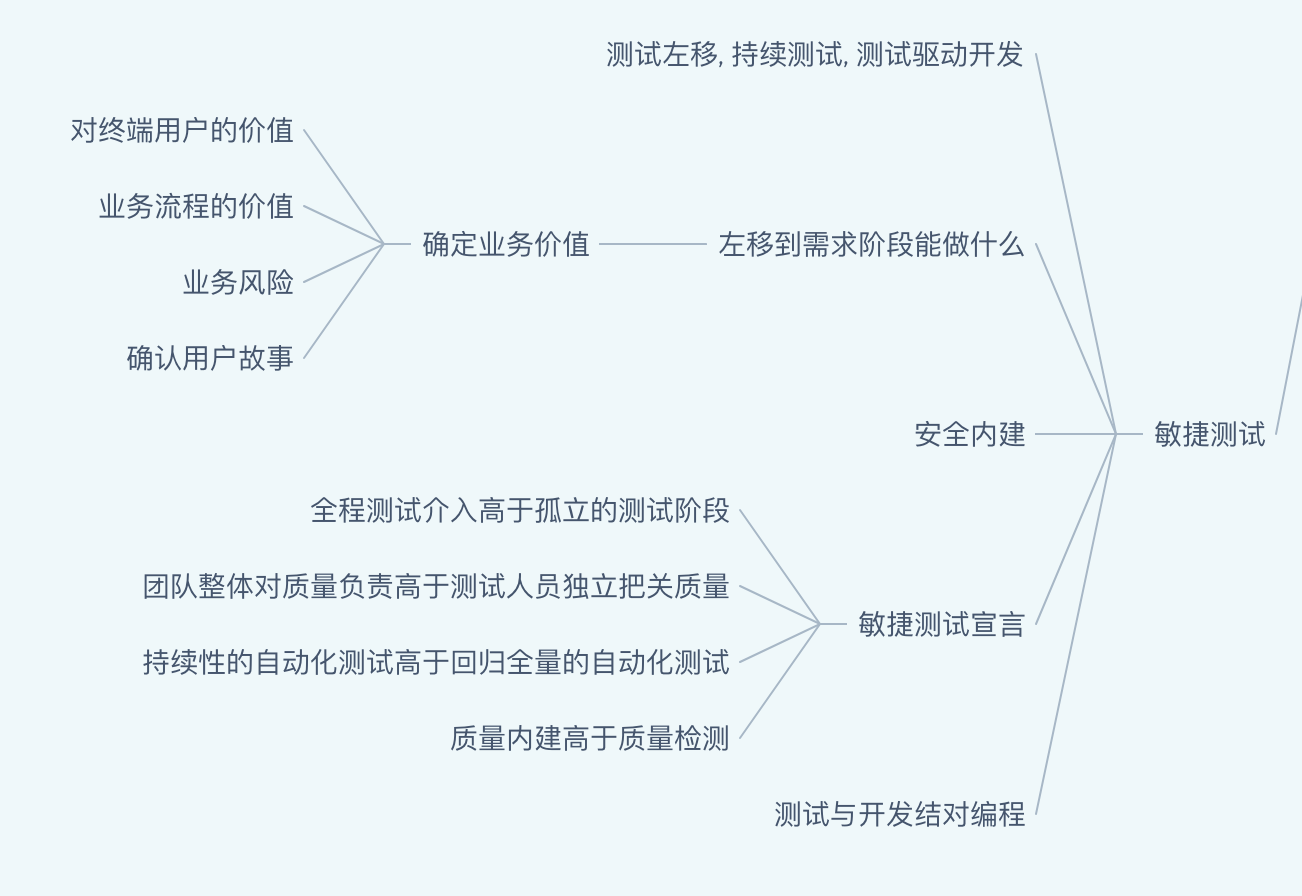 测试左移, 持续测试, 测试驱动开发
对终端用户的价值
业务流程的价值
确定业务价值
左移到需求阶段能做什么
业务风险
确认用户故事
安全内建
敏捷测试
全程测试介入高于孤立的测试阶段
团队整体对质量负责高于测试人员独立把关质量
敏捷测试宣言
持续性的自动化测试高于回归全量的自动化测试
质量内建高于质量检测
测试与开发结对编程